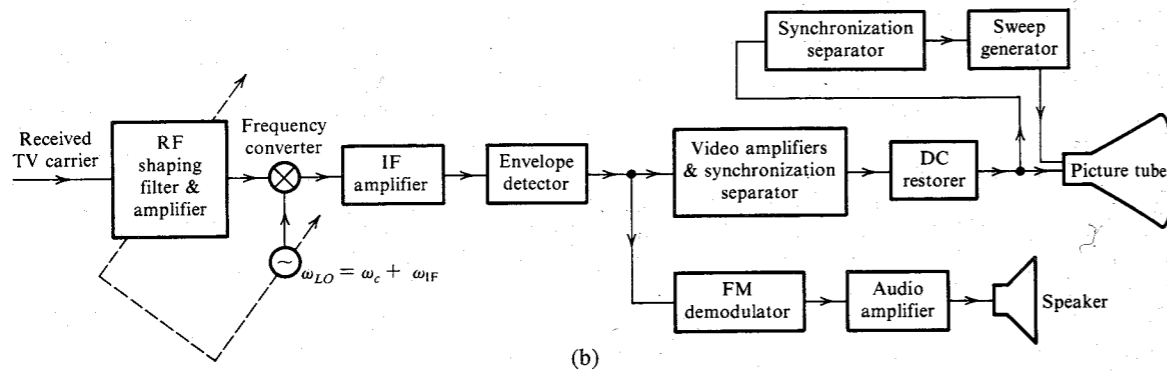 Synchronization
separator
Sweep
generator
Received
TV carrier
RF
shaping
filter &
amplifier
Frequency
converter
IF
amplifier
Envelope
detector
Video amplifiers
& synchronization
separator
DC
restorer
Picture tube
~
ω_LO = ω_c + ω_IF
FM
demodulator
Audio
amplifier
Speaker
(b)